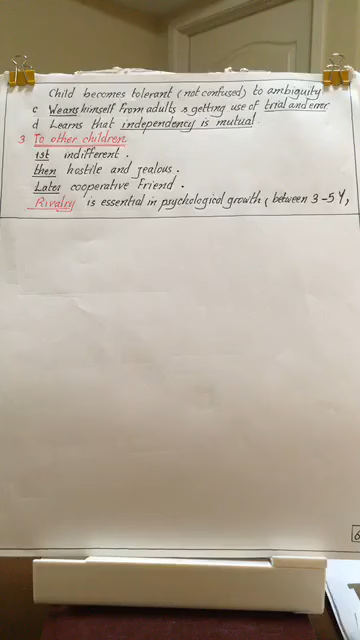 Child becomes tolerant (not confused) to ambiguity
c Weans himself from adults & getting use of trial and error
d Learns that independency is mutual
3 To other children
1st indifferent.
then hostile and jealous.
Later cooperative friend.
Rivalry is essential in psychological growth (between 3-5 Y,
6